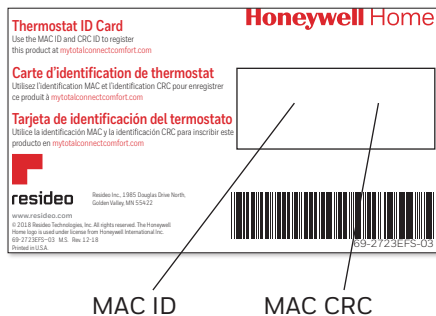 Honeywell Home
Thermostat ID Card
Use the MAC ID and CRC ID to register
this product at mytotalconnectcomfort.com
Carte d'identification de thermostat
Utilisez l'identification MAC et l'identification CRC pour enregistrer
ce produit à mytotalconnectcomfort.com
Tarjeta de identificación del termostato
Utilice la identificación MAC y la identificación CRC para inscribir este
producto en mytotalconnectcomfort.com
resideo
Resideo Inc., 1985 Douglas Drive North,
Golden Valley, MN 55422
www.resideo.com
© 2018 Resideo Technologies, Inc. All rights reserved. The Honeywell
Home logo is used under license from Honeywell International Inc.
69-2723EFS-03 M.S. Rev. 12-18
Printed in U.S.A.
69-2723EFS-03
MAC ID
MAC CRC